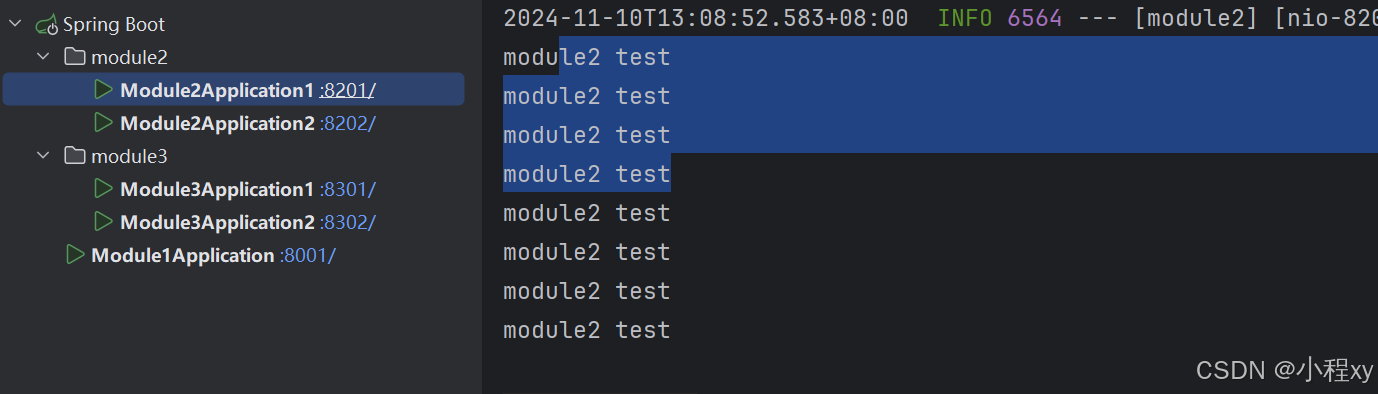 Spring Boot
module2
Module2Application1 :8201/
Module2Application2 :8202/
module3
Module3Application1 :8301/
Module3Application2 :8302/
Module1Application :8001/
2024-11-10T13:08:52.583+08:00  INFO 6564 --- [module2] [nio-820
module2 test
module2 test
module2 test
module2 test
module2 test
module2 test
module2 test
module2 test
CSDN @小程xy